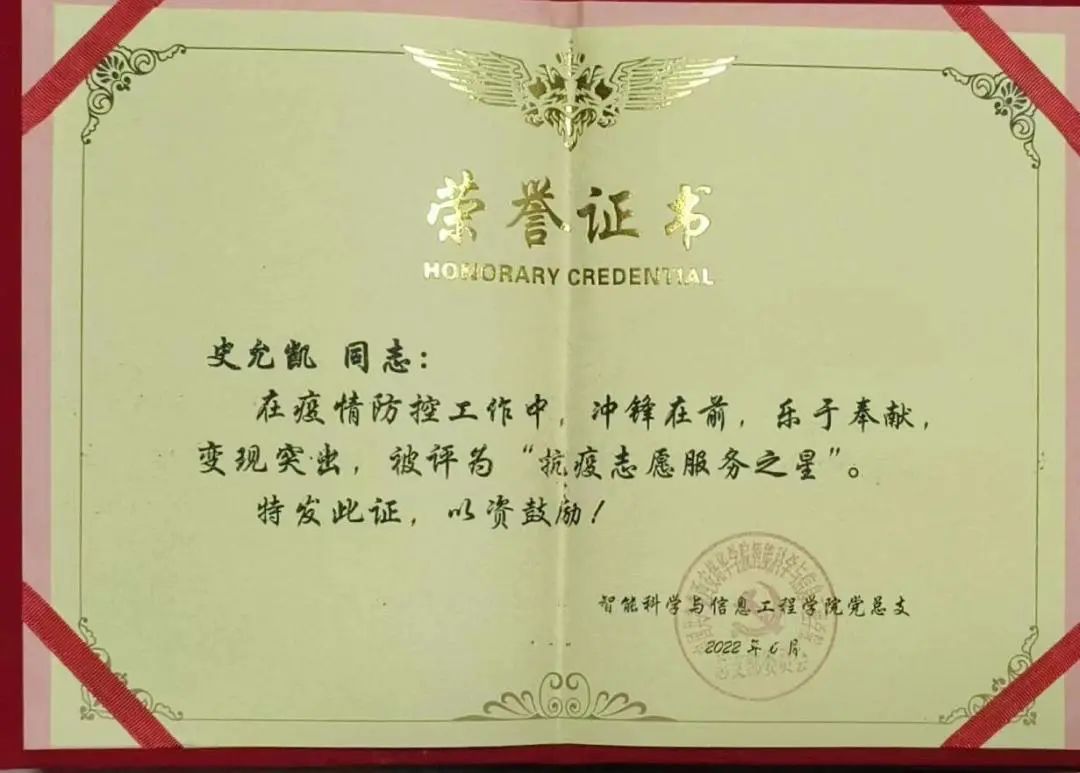 荣誉证书
HONORARY CREDENTIAL
史允凯 同志：
在疫情防控工作中，冲锋在前，乐于奉献，
变现突出，被评为“抗疫志愿服务之星”。
特发此证，以资鼓励！
智能科学与信息工程学院党总支
2022年6月